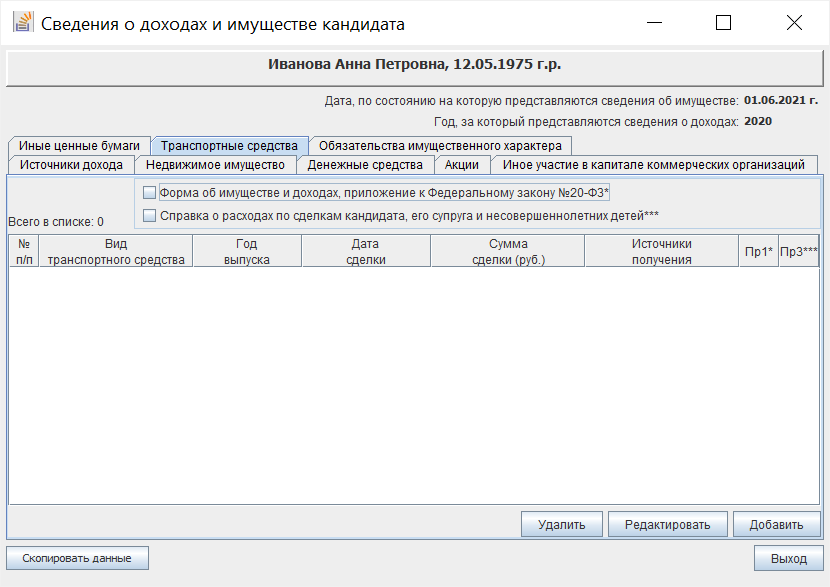 Сведения о доходах и имуществе кандидата
Иванова Анна Петровна, 12.05.1975 г.р.
Дата, по состоянию на которую представляются сведения об имуществе: 01.06.2021 г.
Год, за который представляются сведения о доходах: 2020
Иные ценные бумаги Транспортные средства Обязательства имущественного характера
Источники дохода Недвижимое имущество Денежные средства Акции Иное участие в капитале коммерческих организаций
Форма об имуществе и доходах, приложение к Федеральному закону №20-ФЗ*
Справка о расходах по сделкам кандидата, его супруга и несовершеннолетних детей***
Всего в списке: 0
№ Вид Год Дата Сумма Источники
п/п транспортного средства выпуска сделки сделки (руб.) получения Пр1* Пр3***
Удалить Редактировать Добавить
Скопировать данные Выход